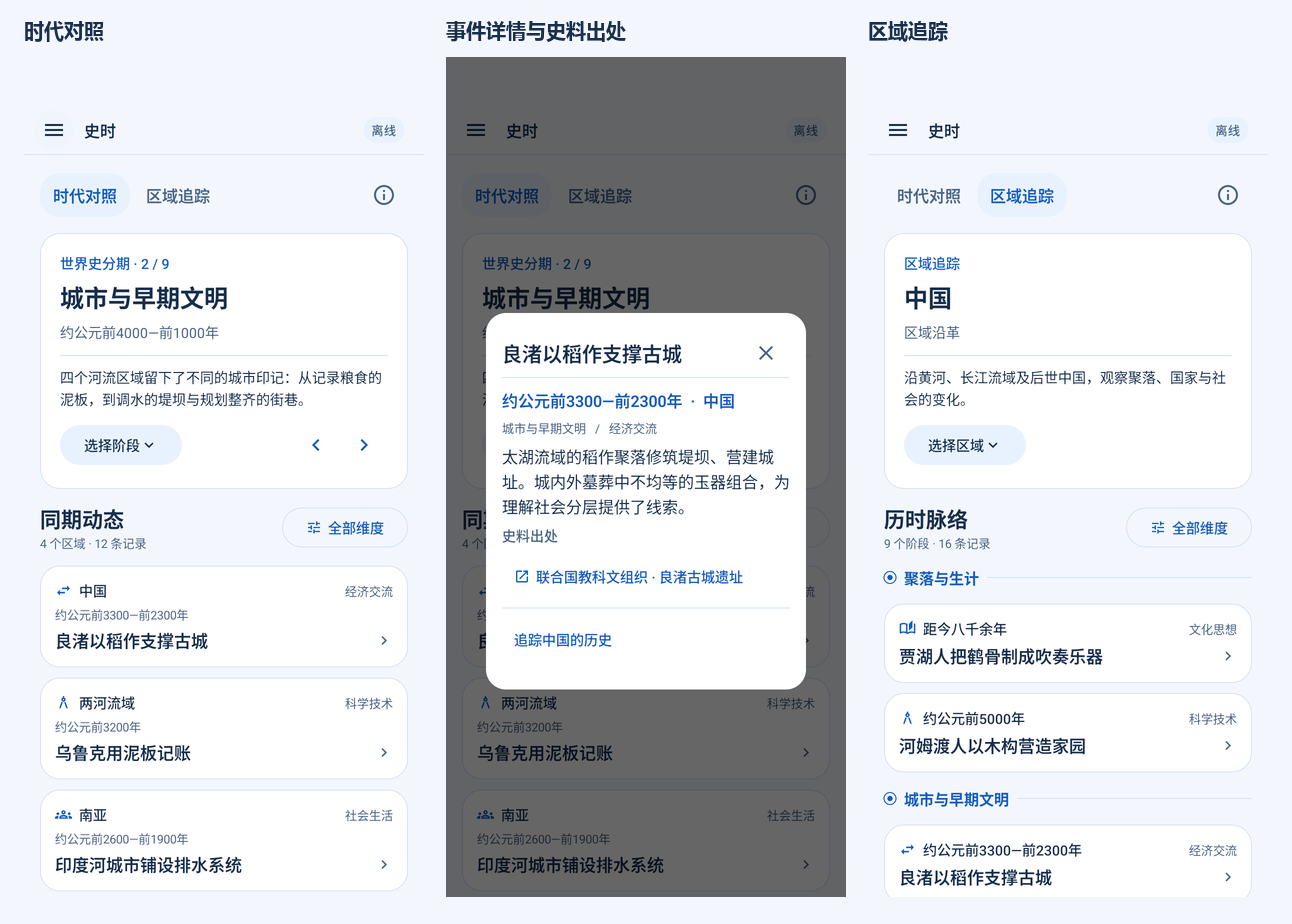 时代对照
史时
离线
时代对照
区域追踪
世界史分期 · 2 / 9
城市与早期文明
约公元前4000—前1000年
四个河流区域留下了不同的城市印记：从记录粮食的
泥板，到调水的堤坝与规划整齐的街巷。
选择阶段
同期动态
4 个区域 · 12 条记录
全部维度
中国
经济交流
约公元前3300—前2300年
良渚以稻作支撑古城
两河流域
科学技术
约公元前3200年
乌鲁克用泥板记账
南亚
社会生活
约公元前2600—前1900年
印度河城市铺设排水系统
事件详情与史料出处
史时
离线
时代对照
区域追踪
世界史分期 · 2 / 9
城市与早期文明
良渚以稻作支撑古城
约公元前3300—前2300年 · 中国
城市与早期文明 / 经济交流
太湖流域的稻作聚落修筑堤坝、营建城
址。城内外墓葬中不均等的玉器组合，为
理解社会分层提供了线索。
史料出处
联合国教科文组织 · 良渚古城遗址
追踪中国的历史
两河流域
科学技术
约公元前3200年
乌鲁克用泥板记账
南亚
社会生活
约公元前2600—前1900年
印度河城市铺设排水系统
区域追踪
史时
离线
时代对照
区域追踪
区域追踪
中国
区域沿革
沿黄河、长江流域及后世中国，观察聚落、国家与社
会的变化。
选择区域
历时脉络
9 个阶段 · 16 条记录
全部维度
聚落与生计
距今八千余年
文化思想
贾湖人把鹤骨制成吹奏乐器
约公元前5000年
科学技术
河姆渡人以木构营造家园
城市与早期文明
约公元前3300—前2300年
经济交流
良渚以稻作支撑古城